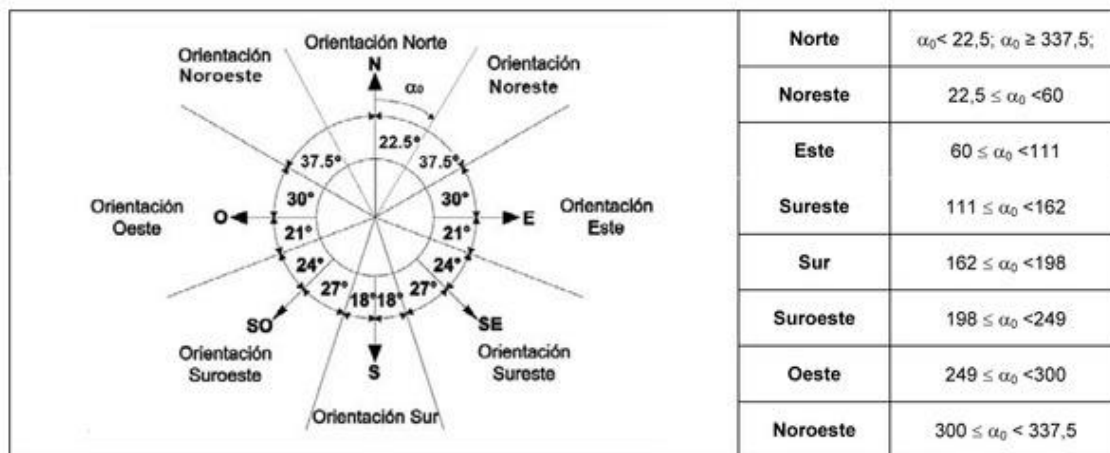 Orientación Norte
N
α₀
Orientación
Noroeste
Orientación
Noreste
22.5°
37.5°
37.5°
30°
30°
Orientación
Oeste
O
E
Orientación
Este
21°
21°
24°
24°
27°
18°
18°
27°
SO
SE
Orientación
Suroeste
S
Orientación
Sureste
Orientación Sur
Norte α₀< 22,5; α₀ ≥ 337,5;
Noreste 22,5 ≤ α₀ <60
Este 60 ≤ α₀ <111
Sureste 111 ≤ α₀ <162
Sur 162 ≤ α₀ <198
Suroeste 198 ≤ α₀ <249
Oeste 249 ≤ α₀ <300
Noroeste 300 ≤ α₀ < 337,5